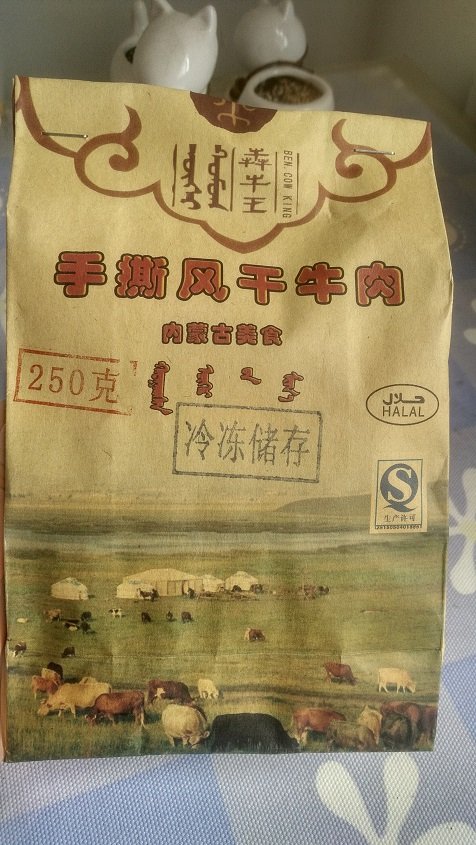 犇牛王
BEN COW KING
手撕风干牛肉
内蒙古美食
250克
冷冻储存
حلال
HALAL
生产许可